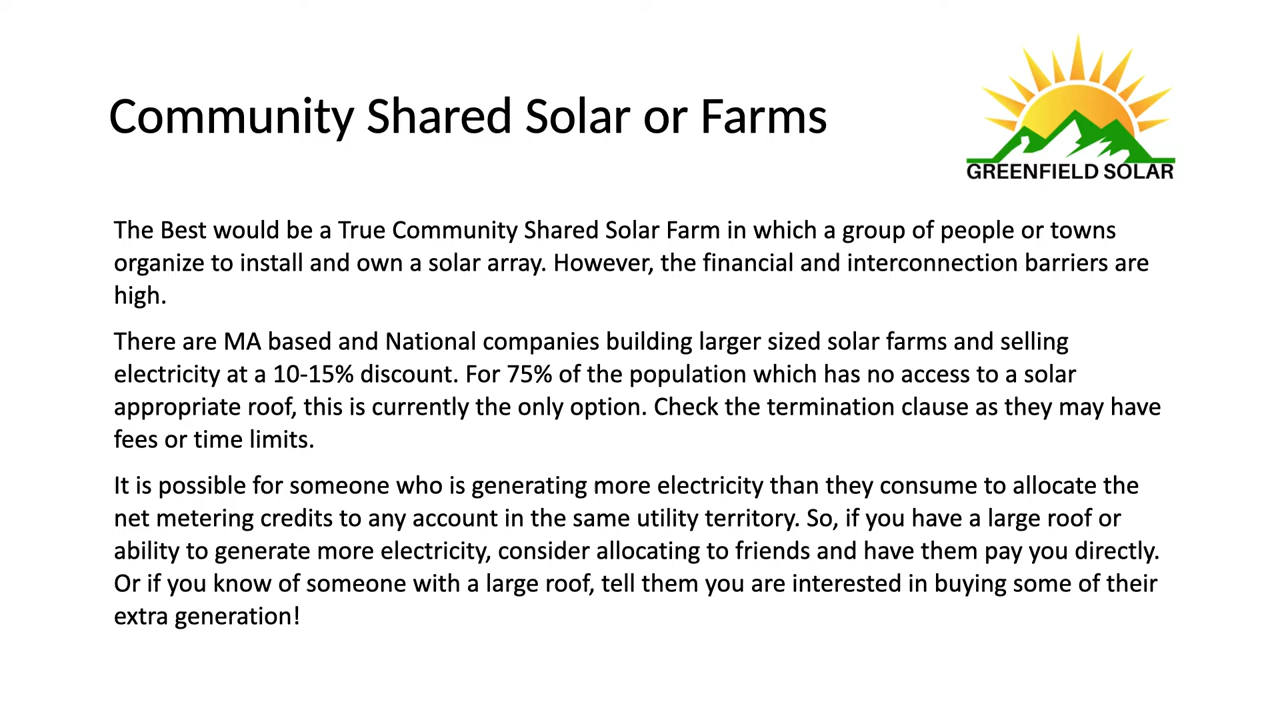 Community Shared Solar or Farms
GREENFIELD SOLAR
The Best would be a True Community Shared Solar Farm in which a group of people or towns
organize to install and own a solar array. However, the financial and interconnection barriers are
high.
There are MA based and National companies building larger sized solar farms and selling
electricity at a 10-15% discount. For 75% of the population which has no access to a solar
appropriate roof, this is currently the only option. Check the termination clause as they may have
fees or time limits.
It is possible for someone who is generating more electricity than they consume to allocate the
net metering credits to any account in the same utility territory. So, if you have a large roof or
ability to generate more electricity, consider allocating to friends and have them pay you directly.
Or if you know of someone with a large roof, tell them you are interested in buying some of their
extra generation!